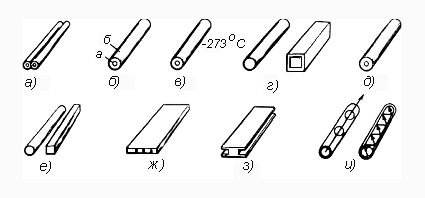 б
а
-273°C
а) б) в) г) д)
е) ж) з) и)